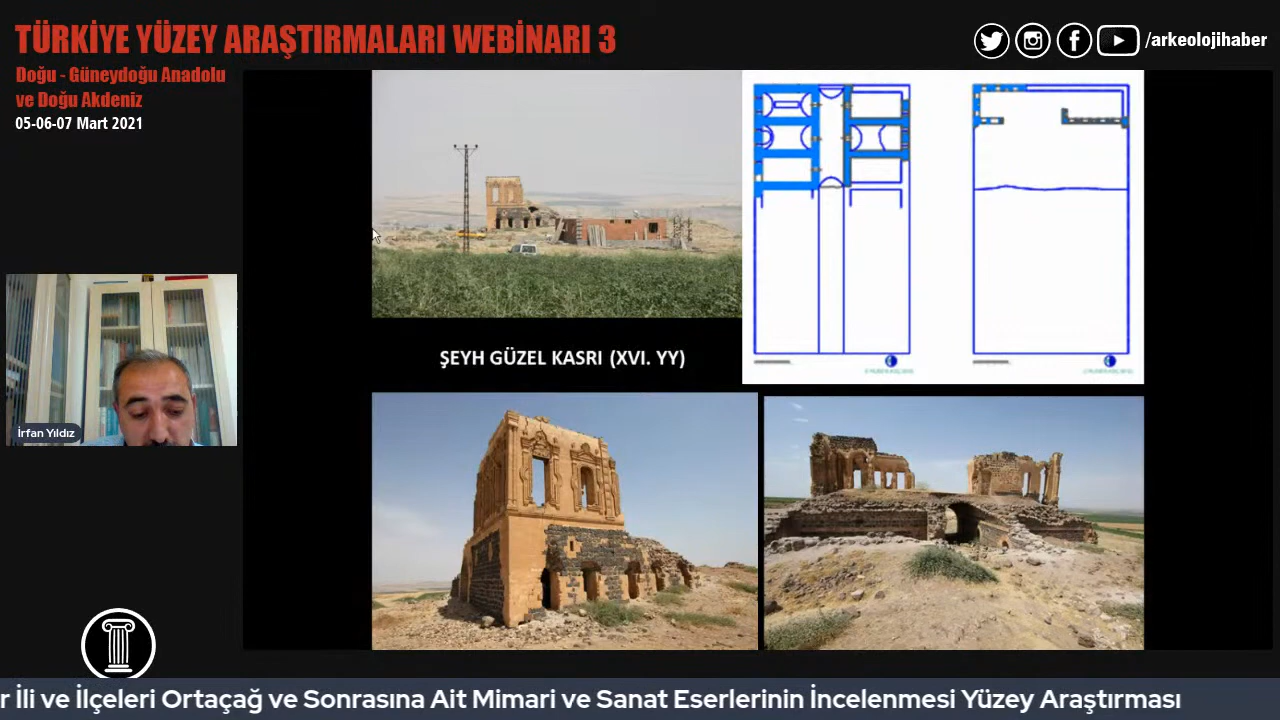 TÜRKİYE YÜZEY ARAŞTIRMALARI WEBİNARI 3
/arkeolojihaber
Doğu - Güneydoğu Anadolu
ve Doğu Akdeniz
05-06-07 Mart 2021
ŞEYH GÜZEL KASRI (XVI. YY)
İrfan Yıldız
r İli ve İlçeleri Ortaçağ ve Sonrasına Ait Mimari ve Sanat Eserlerinin İncelenmesi Yüzey Araştırması